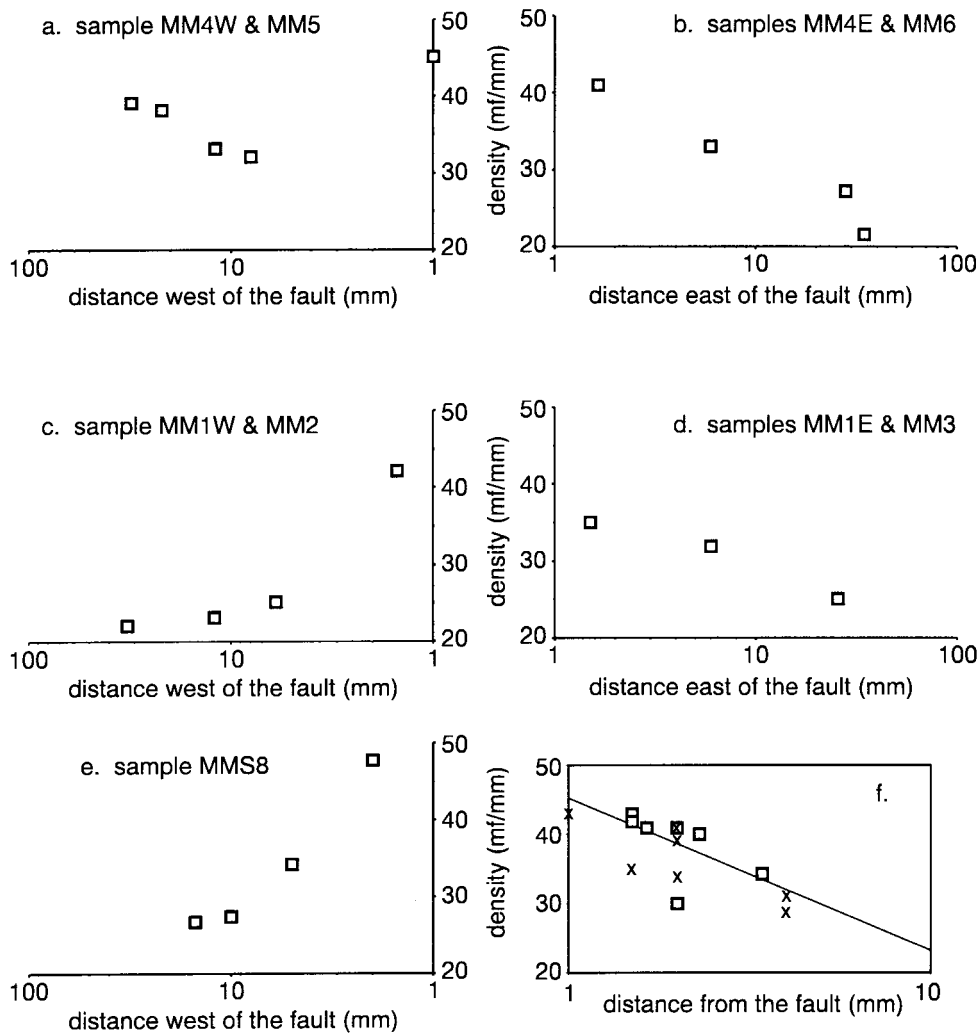 a. sample MM4W & MM5
50
40
30
20
density (mf/mm)
100
10
1
distance west of the fault (mm)
b. samples MM4E & MM6
50
40
30
20
1
10
100
distance east of the fault (mm)
c. sample MM1W & MM2
50
40
30
20
density (mf/mm)
100
10
1
distance west of the fault (mm)
d. samples MM1E & MM3
50
40
30
20
1
10
100
distance east of the fault (mm)
e. sample MMS8
50
40
30
20
density (mf/mm)
100
10
1
distance west of the fault (mm)
f.
50
40
30
20
1
10
distance from the fault (mm)